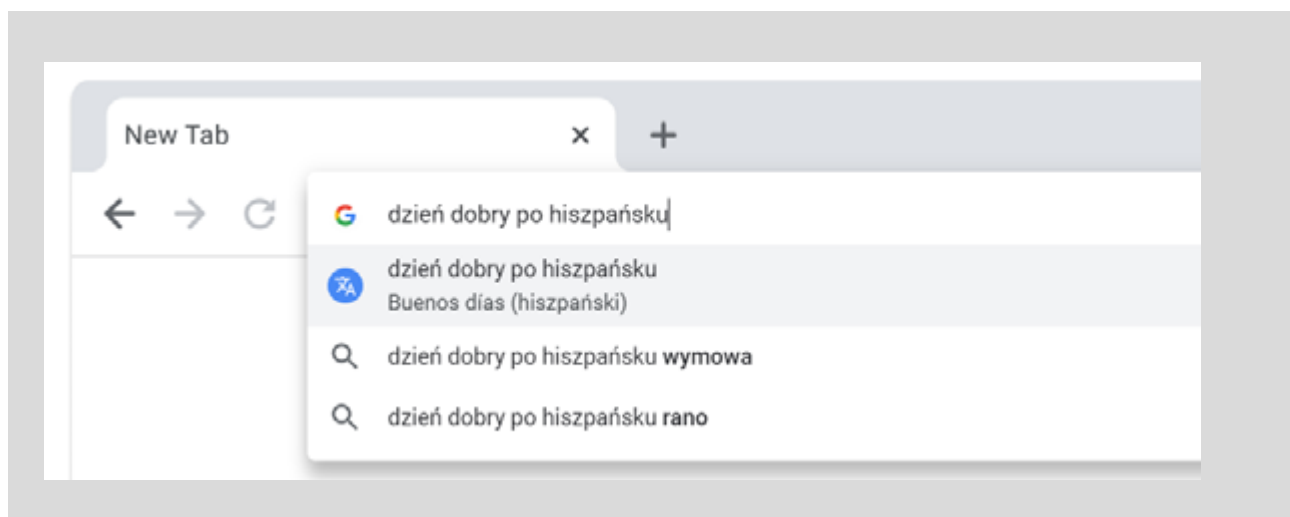 New Tab
dzień dobry po hiszpańsku
dzień dobry po hiszpańsku
Buenos días (hiszpański)
dzień dobry po hiszpańsku wymowa
dzień dobry po hiszpańsku rano